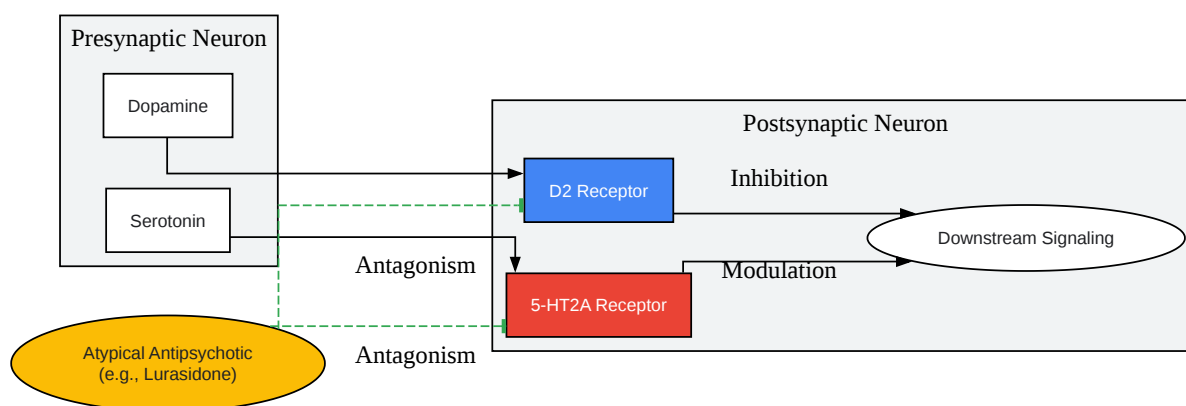 Presynaptic Neuron
Dopamine
Serotonin
Postsynaptic Neuron
D2 Receptor
Inhibition
Downstream Signaling
Antagonism
5-HT2A Receptor
Modulation
Antagonism
Atypical Antipsychotic
(e.g., Lurasidone)